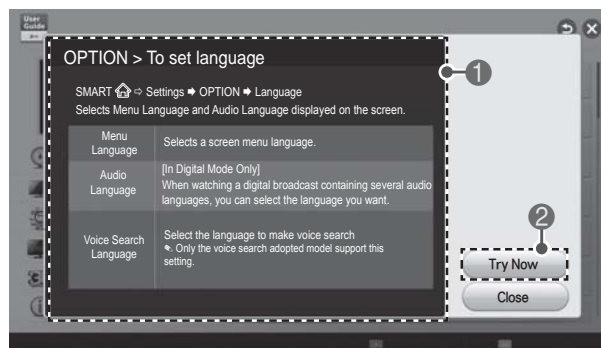 User
Guide
OPTION > To set language
1
SMART ⇨ Settings ➡ OPTION ➡ Language
Selects Menu Language and Audio Language displayed on the screen.
Menu
Language
Selects a screen menu language.
Audio
Language
[In Digital Mode Only]
When watching a digital broadcast containing several audio
languages, you can select the language you want.
Voice Search
Language
Select the language to make voice search
Only the voice search adopted model support this
setting.
2
Try Now
Close